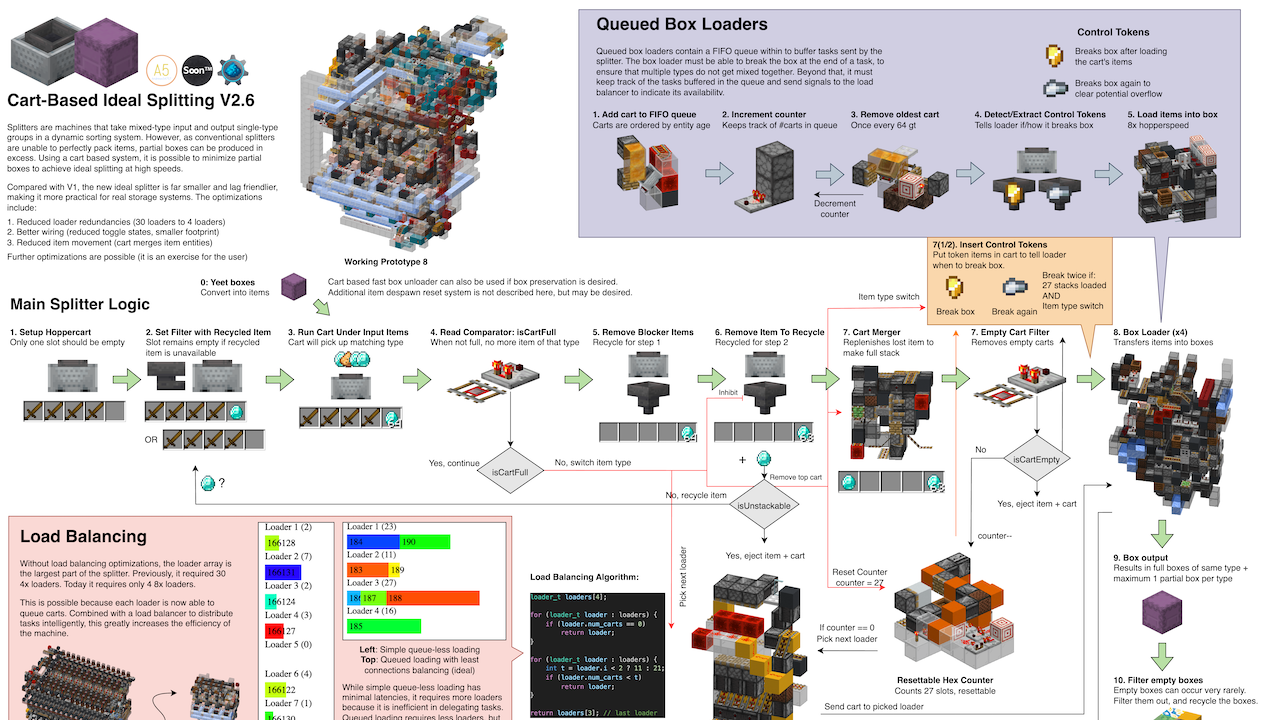 A5
Soon™
Cart-Based Ideal Splitting V2.6
Splitters are machines that take mixed-type input and output single-type
groups in a dynamic sorting system. However, as conventional splitters
are unable to perfectly pack items, partial boxes can be produced in
excess. Using a cart based system, it is possible to minimize partial
boxes to achieve ideal splitting at high speeds.
Compared with V1, the new ideal splitter is far smaller and lag friendlier,
making it more practical for real storage systems. The optimizations
include:
1. Reduced loader redundancies (30 loaders to 4 loaders)
2. Better wiring (reduced toggle states, smaller footprint)
3. Reduced item movement (cart merges item entities)
Further optimizations are possible (it is an exercise for the user)
Working Prototype 8
Queued Box Loaders
Queued box loaders contain a FIFO queue within to buffer tasks sent by the
splitter. The box loader must be able to break the box at the end of a task, to
ensure that multiple types do not get mixed together. Beyond that, it must
keep track of the tasks buffered in the queue and send signals to the load
balancer to indicate its availability.
Control Tokens
Breaks box after loading
the cart's items
Breaks box again to
clear potential overflow
1. Add cart to FIFO queue
Carts are ordered by entity age
2. Increment counter
Keeps track of #carts in queue
3. Remove oldest cart
Once every 64 gt
4. Detect/Extract Control Tokens
Tells loader if/how it breaks box
5. Load items into box
8x hopperspeed
Decrement
counter
7(1/2). Insert Control Tokens
Put token items in cart to tell loader
when to break box.
Break box
Break again
Break twice if:
27 stacks loaded
AND
Item type switch
0: Yeet boxes
Convert into items
Cart based fast box unloader can also be used if box preservation is desired.
Additional item despawn reset system is not described here, but may be desired.
Main Splitter Logic
Item type switch
1. Setup Hoppercart
Only one slot should be empty
2. Set Filter with Recycled Item
Slot remains empty if recycled
item is unavailable
OR
3. Run Cart Under Input Items
Cart will pick up matching type
64
4. Read Comparator: isCartFull
When not full, no more item of that type
5. Remove Blocker Items
Recycle for step 1
64
6. Remove Item To Recycle
Recycled for step 2
Inhibit
63
+
7. Cart Merger
Replenishes lost item to
make full stack
63
7. Empty Cart Filter
Removes empty carts
8. Box Loader (x4)
Transfers items into boxes
Yes, continue
isCartFull
No, switch item type
Remove top cart
No
isCartEmpty
Yes, eject item + cart
?
No, recycle item
isUnstackable
Yes, eject item + cart
counter--
Pick next loader
Reset Counter
counter = 27
If counter == 0
Pick next loader
Resettable Hex Counter
Counts 27 slots, resettable
Send cart to picked loader
9. Box output
Results in full boxes of same type +
maximum 1 partial box per type
10. Filter empty boxes
Empty boxes can occur very rarely.
Filter them out, and recycle the boxes.
Load Balancing
Without load balancing optimizations, the loader array is
the largest part of the splitter. Previously, it required 30
4x loaders. Today it requires only 4 8x loaders.
This is possible because each loader is now able to
queue carts. Combined with a load balancer to distribute
tasks intelligently, this greatly increases the efficiency of
the machine.
Loader 1 (2)
166128
Loader 2 (7)
Loader 3 (2)
166124
Loader 4 (3)
166127
Loader 5 (0)
Loader 6 (4)
166122
Loader 7 (1)
166130
Loader 1 (23)
184 190
Loader 2 (11)
183 189
Loader 3 (27)
186 187 188
Loader 4 (16)
185
Left: Simple queue-less loading
Top: Queued loading with least
connections balancing (ideal)
While simple queue-less loading has
minimal latencies, it requires more loaders
because it is inefficient in delegating tasks.
Queued loading requires less loaders, but
Load Balancing Algorithm:
loader_t loaders[4];
for (loader_t loader : loaders) {
if (loader.num_carts == 0)
return loader;
}
for (loader_t loader : loaders) {
int t = loader.i < 2 ? 11 : 21;
if (loader.num_carts < t)
return loader;
}
return loaders[3]; // last loader